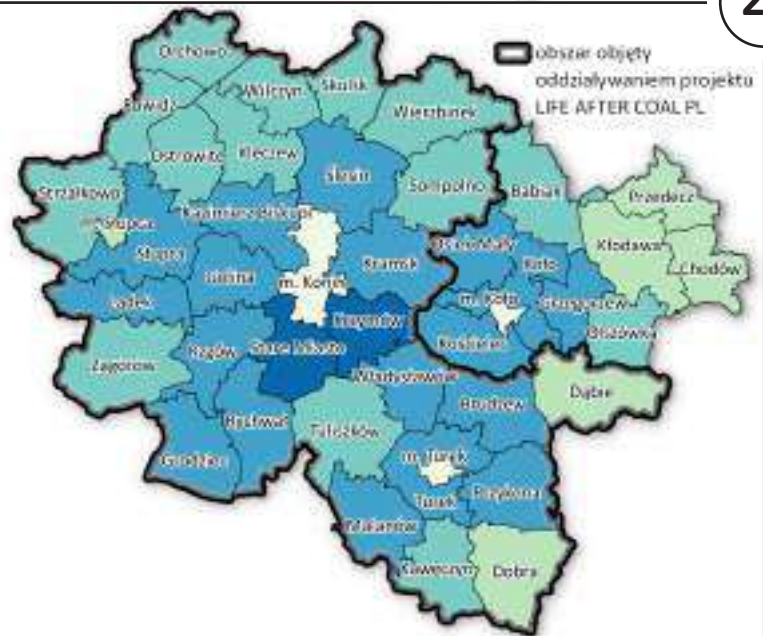 2
obszar objęty
oddziaływaniem projektu
LIFE AFTER COAL PL
Orchowo
Skulsk
Wilczyn
Wierzbinek
Powidz
Ostrowite
Kleczew
Ślesin
Sompolno
Babiak
Przedecz
Strzałkowo
m. Słupca
Kazimierz Biskupi
Kłodawa
Słupca
Kramsk
Osiek Mały
Koło
Chodów
m. Konin
Lądek
m. Koło
Grzegorzew
Krzymów
Olszówka
Zagórów
Rzgów
Stare Miasto
Kościelec
Władysławów
Dąbie
Rychwał
Brudzew
Tuliszków
Grodziec
m. Turek
Turek
Przykona
Malanów
Kawęczyn
Dobra